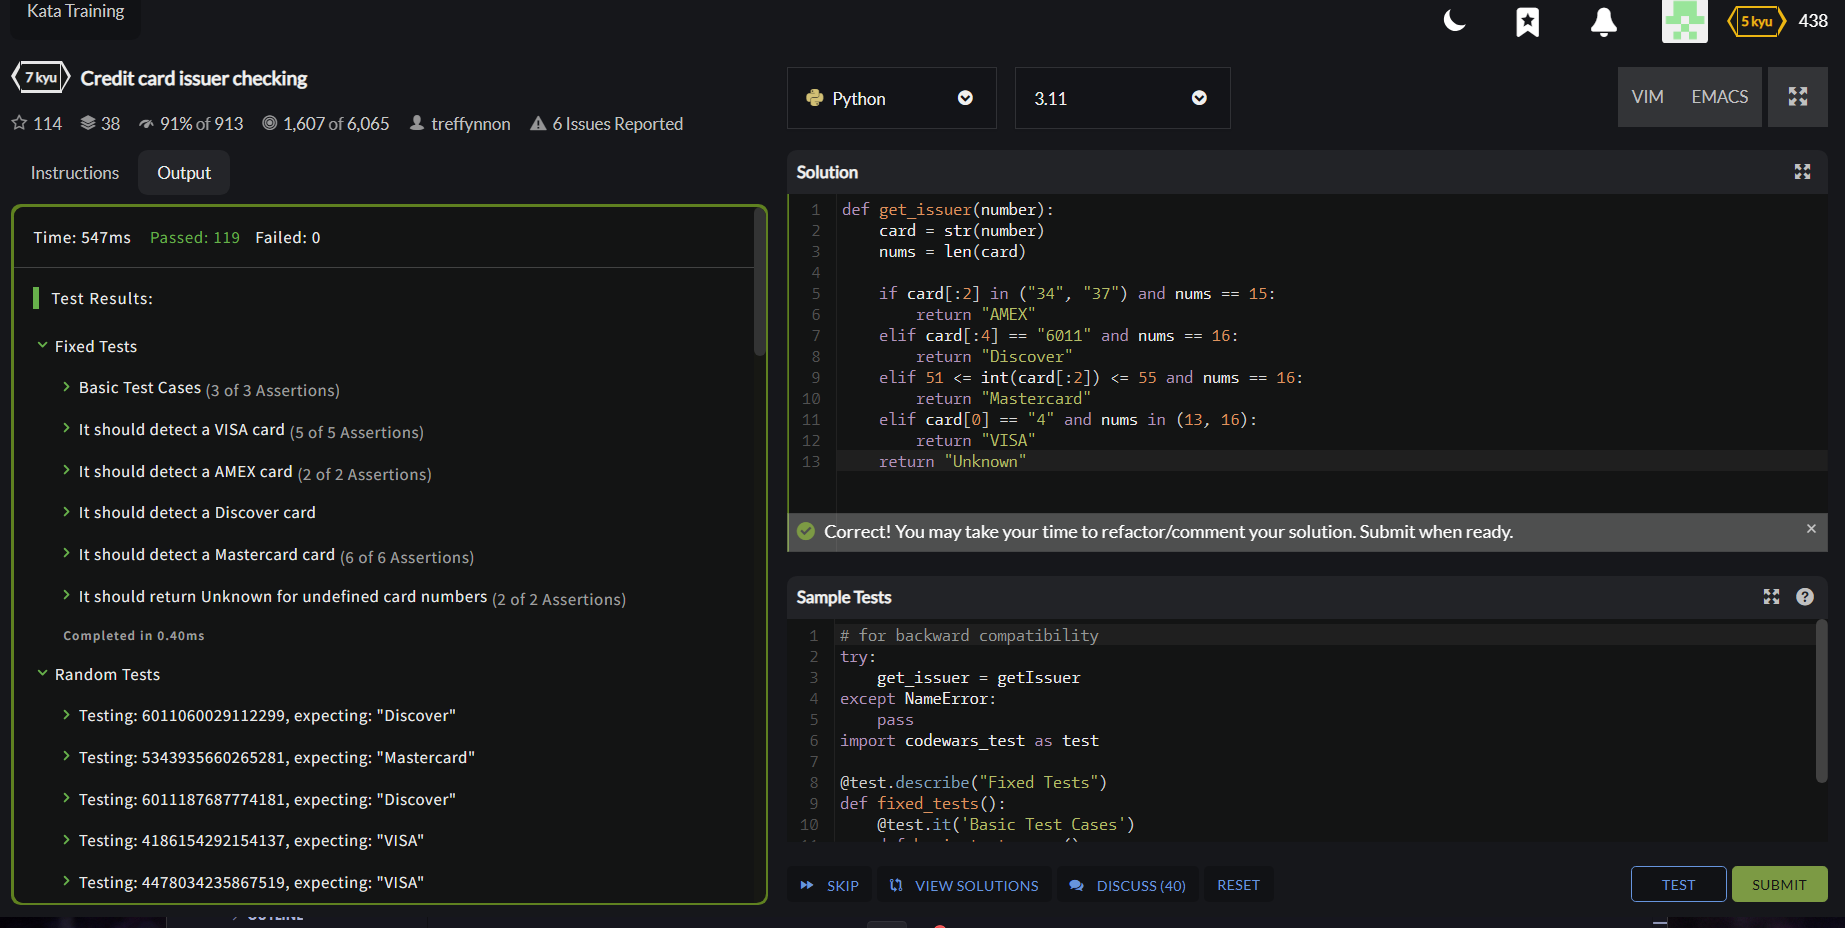 Kata Training
5 kyu 438
7 kyu Credit card issuer checking
114 38 91% of 913 1,607 of 6,065 treffynnon 6 Issues Reported
Instructions Output
Time: 547ms Passed: 119 Failed: 0
Test Results:
Fixed Tests
Basic Test Cases (3 of 3 Assertions)
It should detect a VISA card (5 of 5 Assertions)
It should detect a AMEX card (2 of 2 Assertions)
It should detect a Discover card
It should detect a Mastercard card (6 of 6 Assertions)
It should return Unknown for undefined card numbers (2 of 2 Assertions)
Completed in 0.40ms
Random Tests
Testing: 6011060029112299, expecting: "Discover"
Testing: 5343935660265281, expecting: "Mastercard"
Testing: 6011187687774181, expecting: "Discover"
Testing: 4186154292154137, expecting: "VISA"
Testing: 4478034235867519, expecting: "VISA"
Python 3.11 VIM EMACS
Solution
1 def get_issuer(number):
2 card = str(number)
3 nums = len(card)
4
5 if card[:2] in ("34", "37") and nums == 15:
6 return "AMEX"
7 elif card[:4] == "6011" and nums == 16:
8 return "Discover"
9 elif 51 <= int(card[:2]) <= 55 and nums == 16:
10 return "Mastercard"
11 elif card[0] == "4" and nums in (13, 16):
12 return "VISA"
13 return "Unknown"
Correct! You may take your time to refactor/comment your solution. Submit when ready.
Sample Tests
1 # for backward compatibility
2 try:
3 get_issuer = getIssuer
4 except NameError:
5 pass
6 import codewars_test as test
7
8 @test.describe("Fixed Tests")
9 def fixed_tests():
10 @test.it('Basic Test Cases')
SKIP VIEW SOLUTIONS DISCUSS (40) RESET TEST SUBMIT
OUTLINE